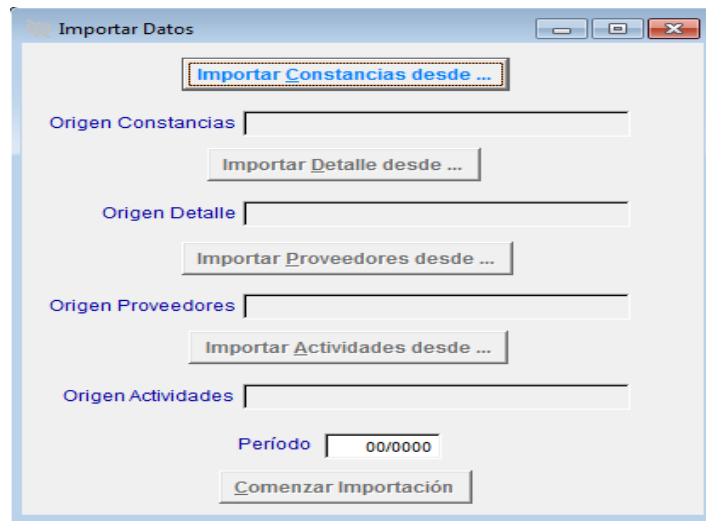 Importar Datos
Importar Constancias desde ...
Origen Constancias
Importar Detalle desde ...
Origen Detalle
Importar Proveedores desde ...
Origen Proveedores
Importar Actividades desde ...
Origen Actividades
Período 00/0000
Comenzar Importación